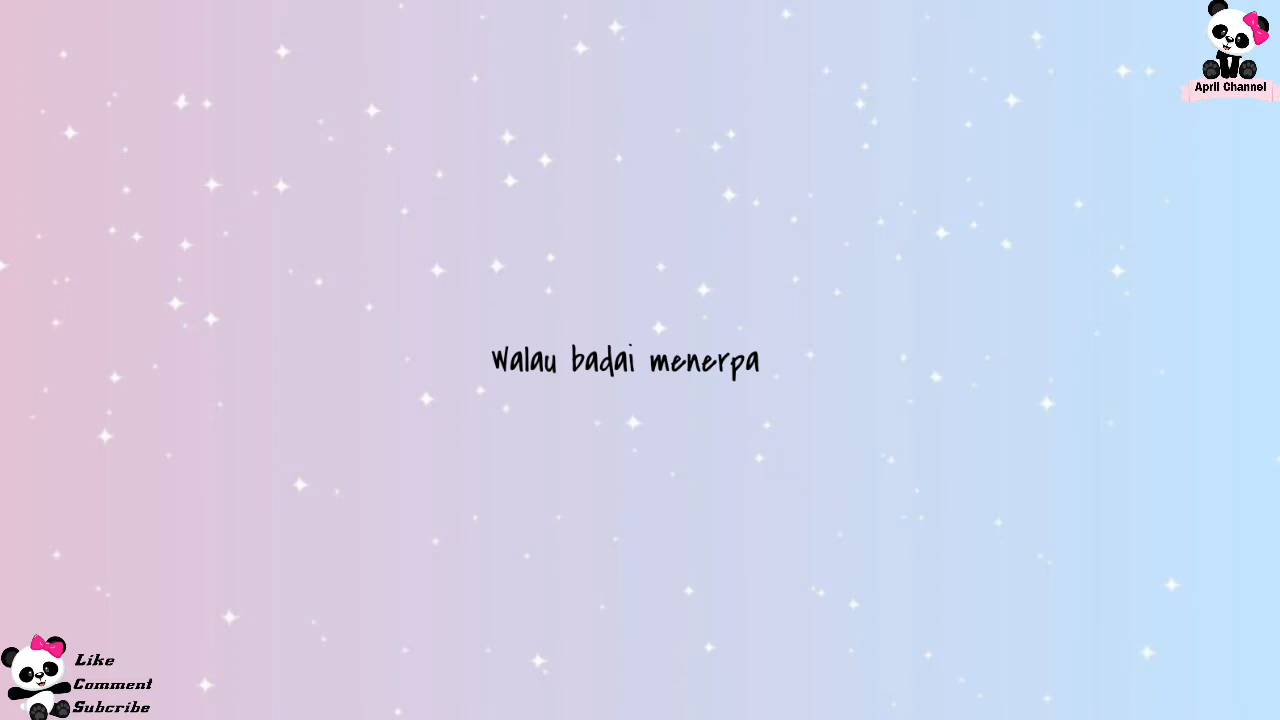 April Channel
Walau badai menerpa
Like
Comment
Subcribe